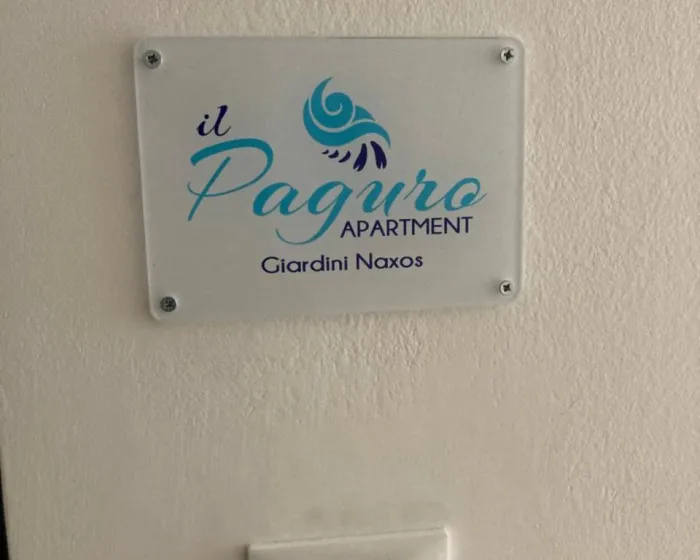 il
Paguro
APARTMENT
Giardini Naxos